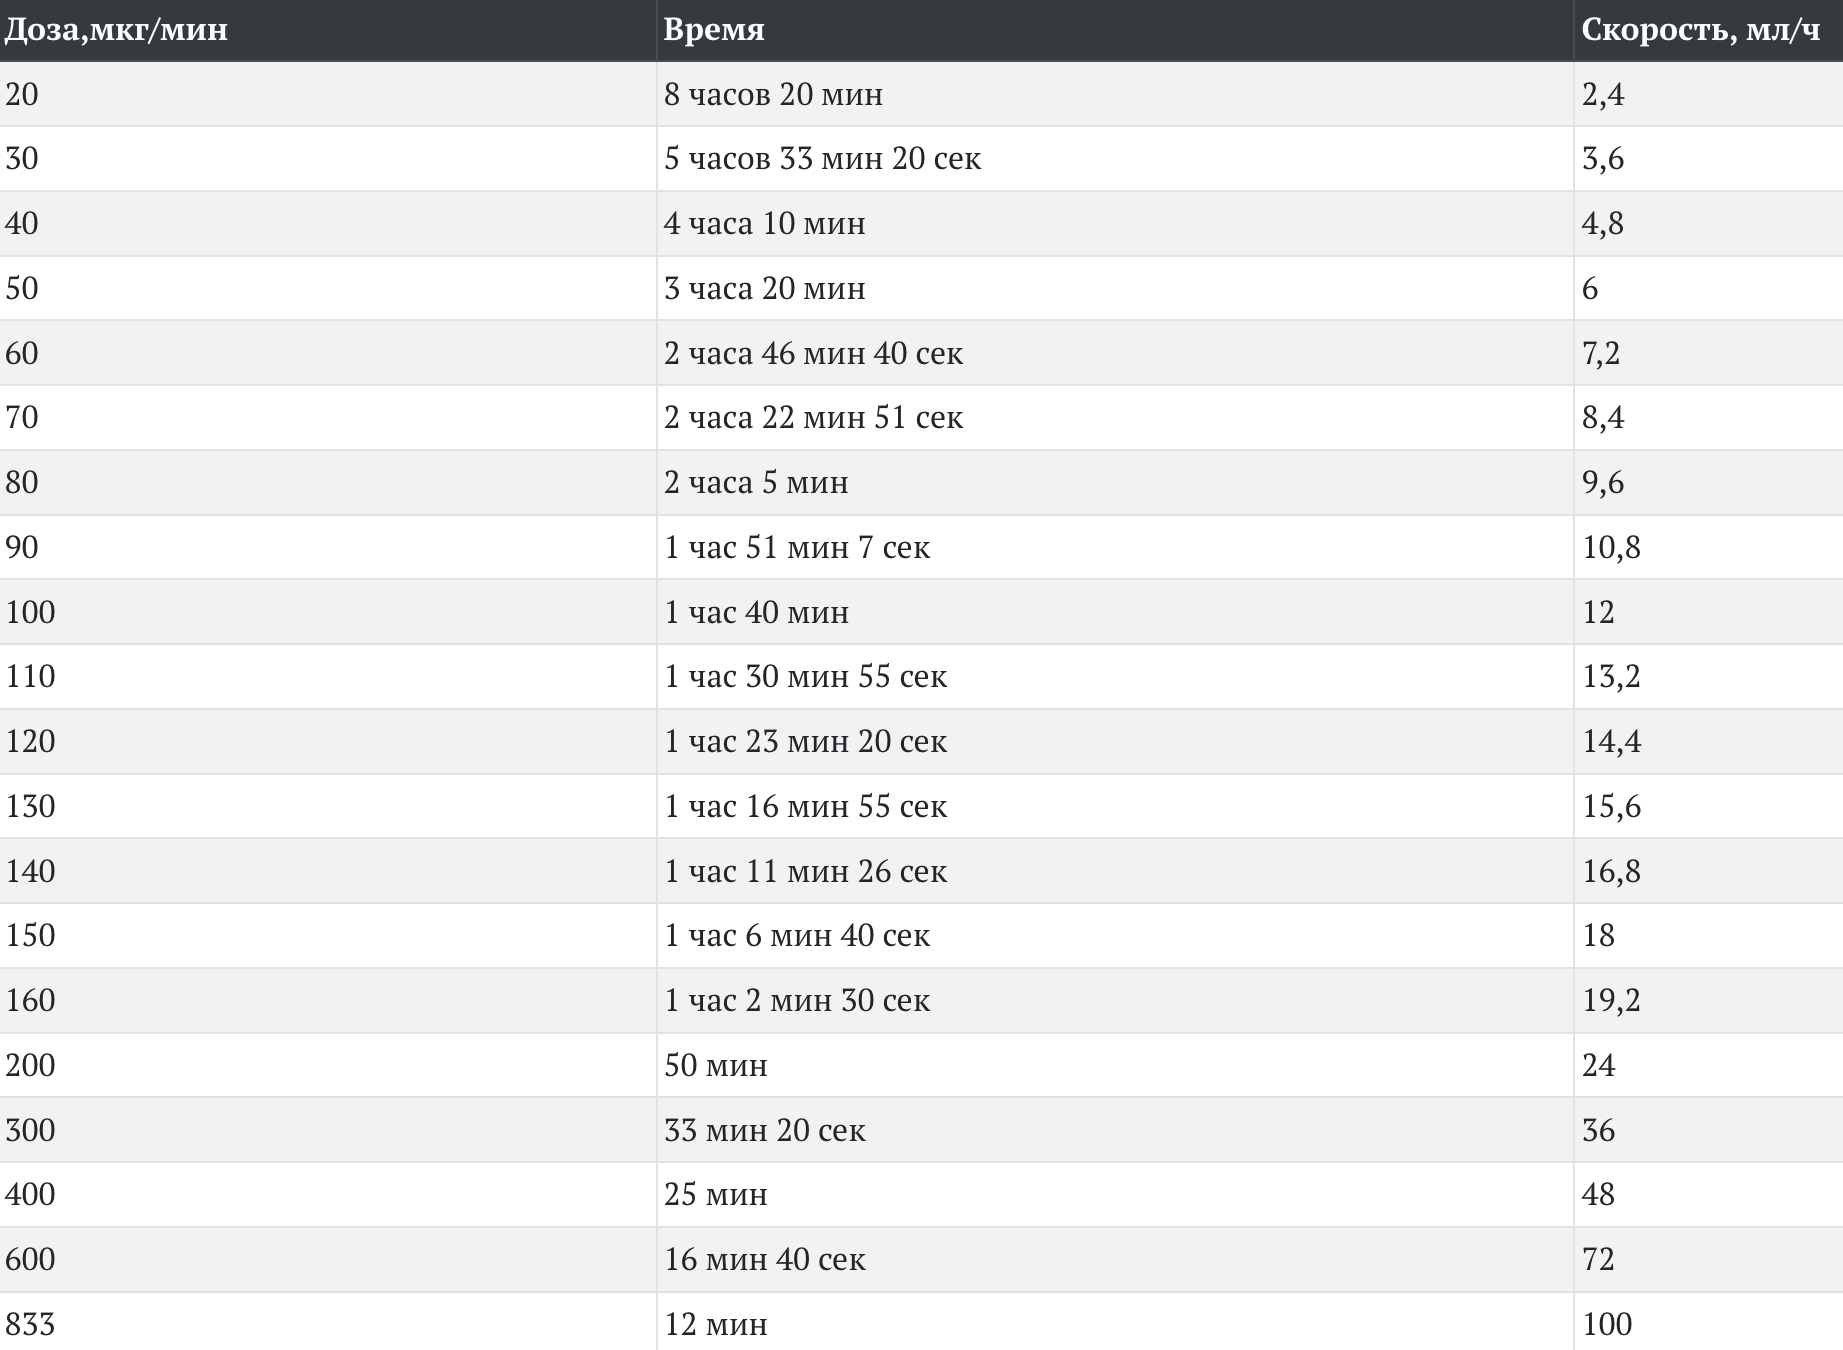 Доза,мкг/мин Время Скорость, мл/ч
20 8 часов 20 мин 2,4
30 5 часов 33 мин 20 сек 3,6
40 4 часа 10 мин 4,8
50 3 часа 20 мин 6
60 2 часа 46 мин 40 сек 7,2
70 2 часа 22 мин 51 сек 8,4
80 2 часа 5 мин 9,6
90 1 час 51 мин 7 сек 10,8
100 1 час 40 мин 12
110 1 час 30 мин 55 сек 13,2
120 1 час 23 мин 20 сек 14,4
130 1 час 16 мин 55 сек 15,6
140 1 час 11 мин 26 сек 16,8
150 1 час 6 мин 40 сек 18
160 1 час 2 мин 30 сек 19,2
200 50 мин 24
300 33 мин 20 сек 36
400 25 мин 48
600 16 мин 40 сек 72
833 12 мин 100